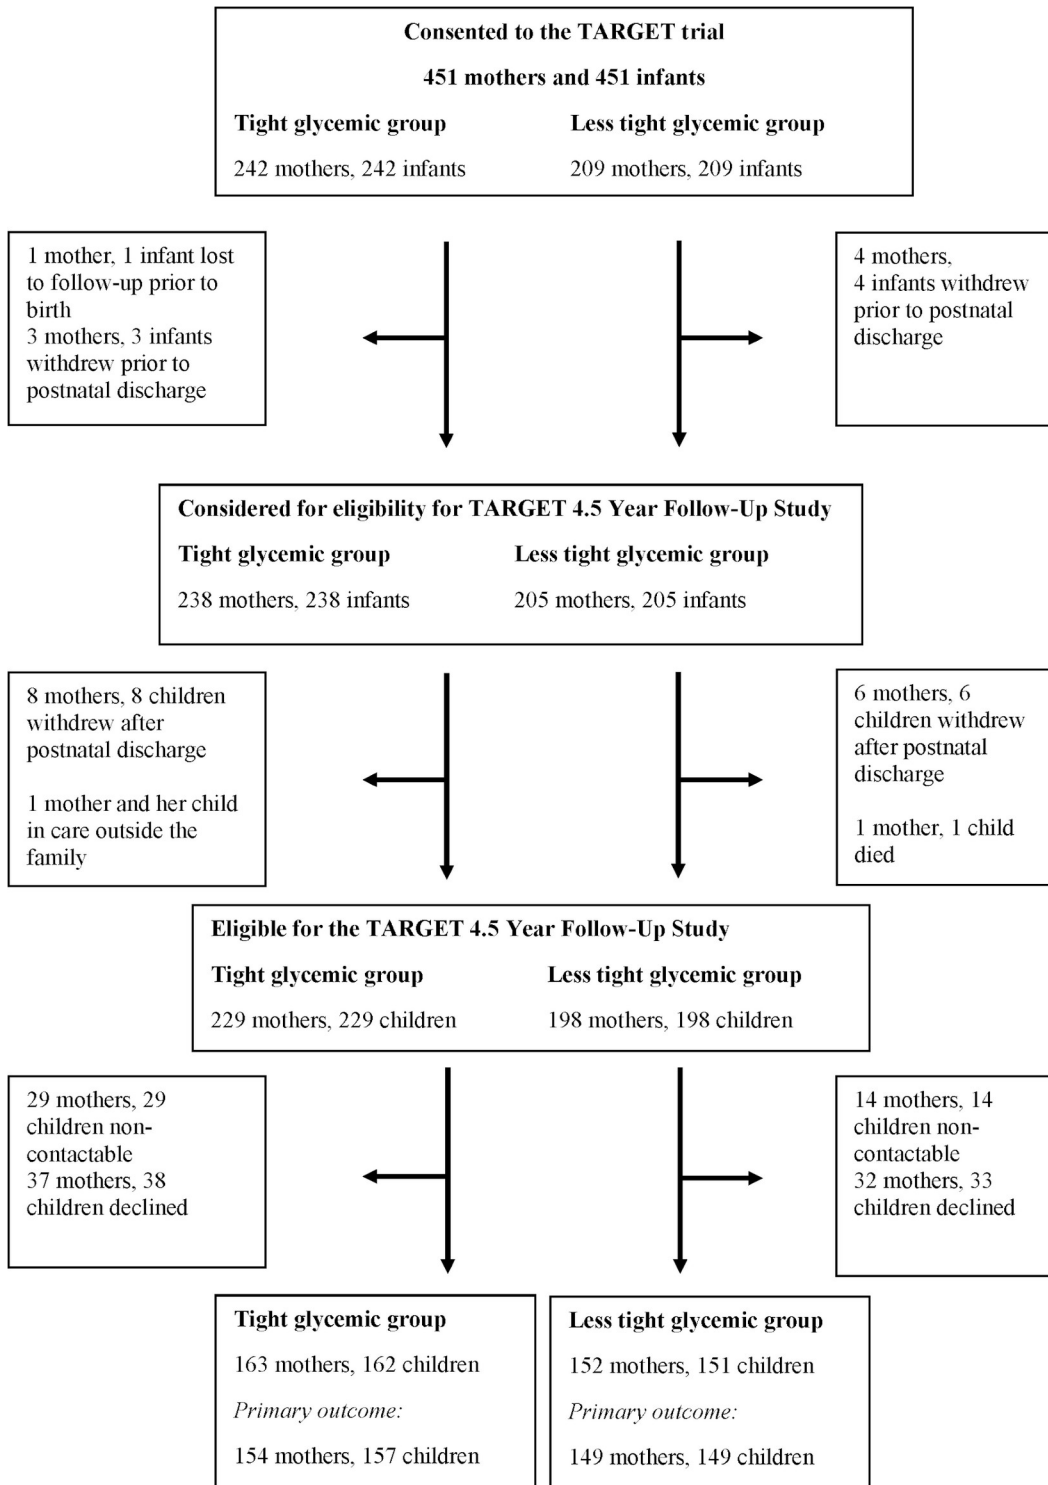 Consented to the TARGET trial
451 mothers and 451 infants
Tight glycemic group
Less tight glycemic group
242 mothers, 242 infants
209 mothers, 209 infants
1 mother, 1 infant lost
to follow-up prior to
birth
3 mothers, 3 infants
withdrew prior to
postnatal discharge
4 mothers,
4 infants withdrew
prior to postnatal
discharge
Considered for eligibility for TARGET 4.5 Year Follow-Up Study
Tight glycemic group
Less tight glycemic group
238 mothers, 238 infants
205 mothers, 205 infants
8 mothers, 8 children
withdrew after
postnatal discharge
1 mother and her child
in care outside the
family
6 mothers, 6
children withdrew
after postnatal
discharge
1 mother, 1 child
died
Eligible for the TARGET 4.5 Year Follow-Up Study
Tight glycemic group
Less tight glycemic group
229 mothers, 229 children
198 mothers, 198 children
29 mothers, 29
children non-
contactable
37 mothers, 38
children declined
14 mothers, 14
children non-
contactable
32 mothers, 33
children declined
Tight glycemic group
163 mothers, 162 children
Primary outcome:
154 mothers, 157 children
Less tight glycemic group
152 mothers, 151 children
Primary outcome:
149 mothers, 149 children